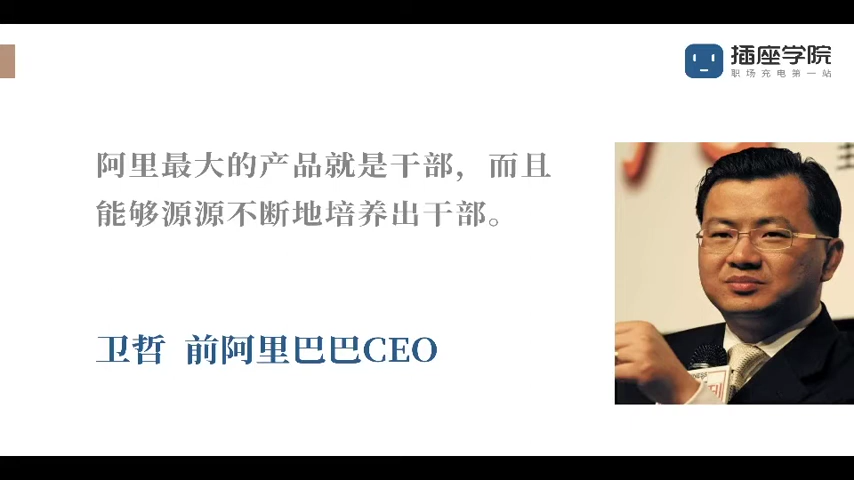 插座学院
职场充电第一站
阿里最大的产品就是干部，而且
能够源源不断地培养出干部。
卫哲 前阿里巴巴CEO